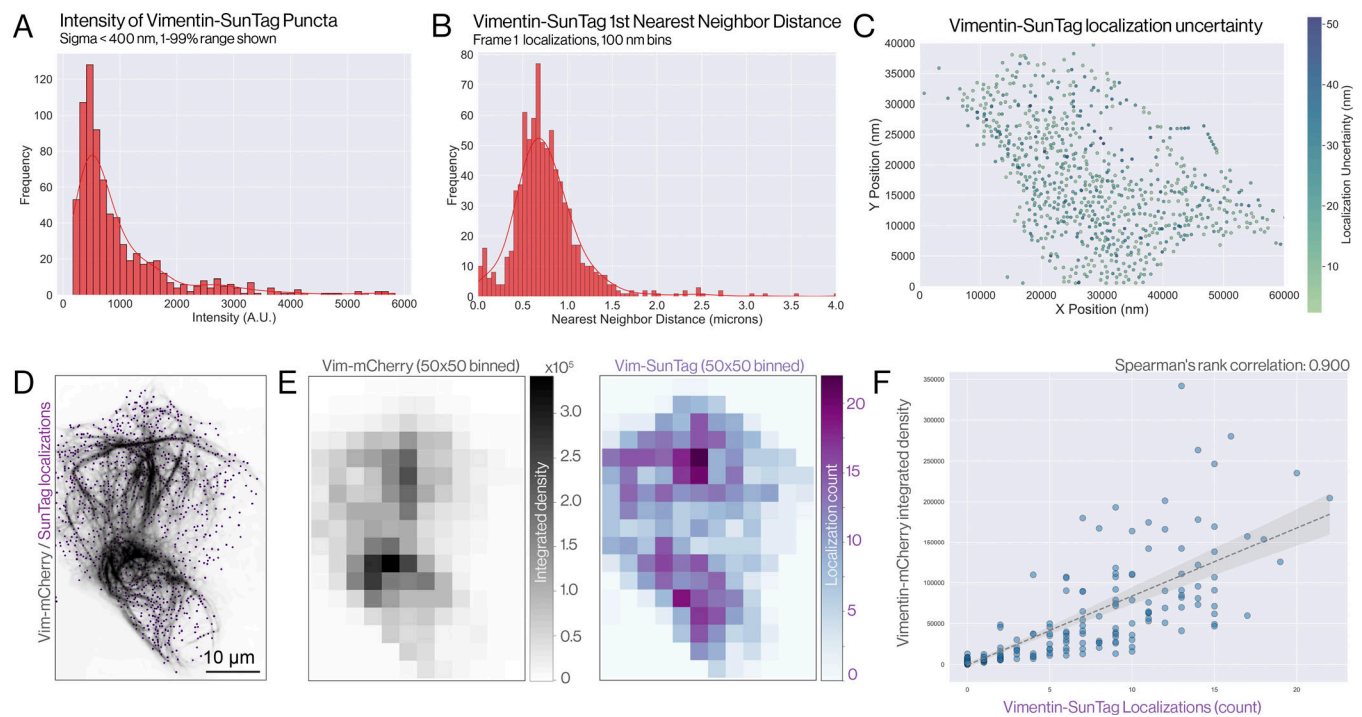 A
Intensity of Vimentin-SunTag Puncta
Sigma < 400 nm, 1-99% range shown
Frequency
120
100
80
60
40
20
0
0 1000 2000 3000 4000 5000 6000
Intensity (A.U.)
B
Vimentin-SunTag 1st Nearest Neighbor Distance
Frame 1 localizations, 100 nm bins
Frequency
80
70
60
50
40
30
20
10
0
0.0 0.5 1.0 1.5 2.0 2.5 3.0 3.5 4.0
Nearest Neighbor Distance (microns)
C
Vimentin-SunTag localization uncertainty
Y Position (nm)
40000
35000
30000
25000
20000
15000
10000
5000
0
0 10000 20000 30000 40000 50000 60000
X Position (nm)
50
40
30
20
10
Localization Uncertainty (nm)
D
Vim-mCherry / SunTag localizations
10 µm
E
Vim-mCherry (50x50 binned)
x10⁵
3.0
2.5
2.0
1.5
1.0
0.5
0
Integrated density
Vim-SunTag (50x50 binned)
20
15
10
5
0
Localization count
F
Spearman's rank correlation: 0.900
Vimentin-mCherry integrated density
350000
300000
250000
200000
150000
100000
50000
0
0 5 10 15 20
Vimentin-SunTag Localizations (count)